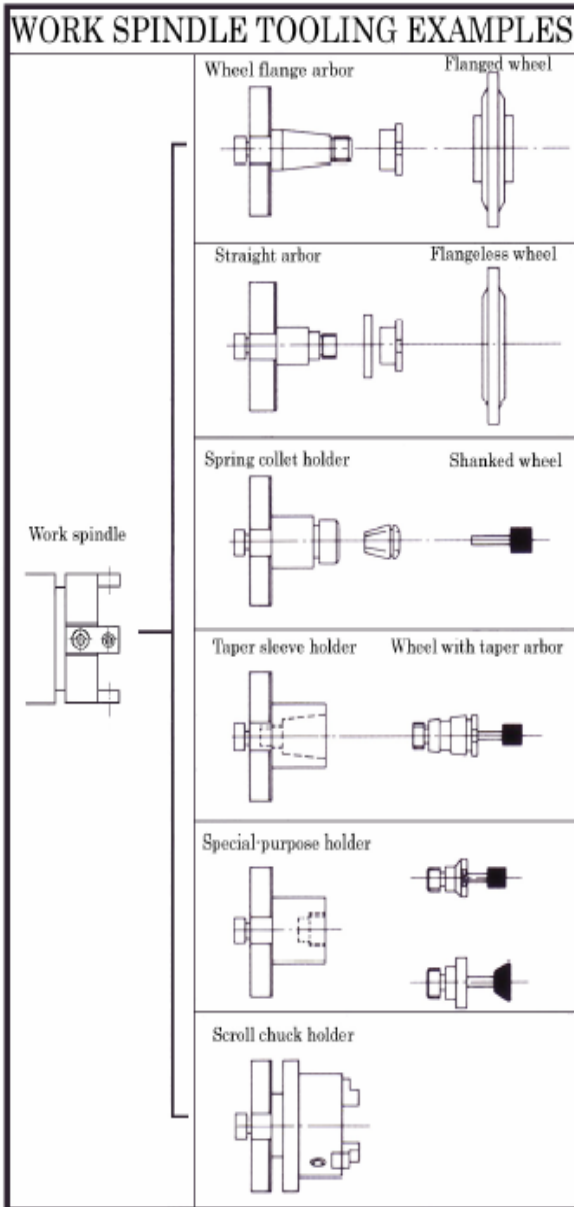 WORK SPINDLE TOOLING EXAMPLES
Wheel flange arbor
Flanged wheel
Straight arbor
Flangeless wheel
Spring collet holder
Shanked wheel
Work spindle
Taper sleeve holder
Wheel with taper arbor
Special-purpose holder
Scroll chuck holder